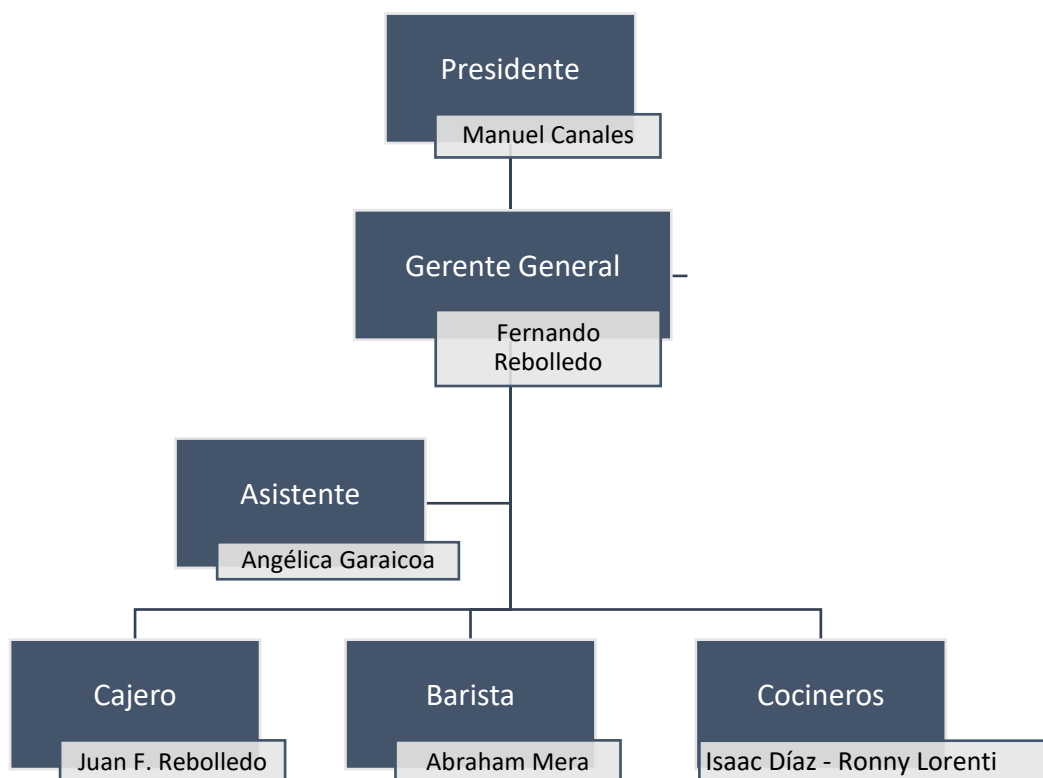 Presidente
Manuel Canales
Gerente General
Fernando
Rebolledo
Asistente
Angélica Garaicoa
Cajero
Juan F. Rebolledo
Barista
Abraham Mera
Cocineros
Isaac Díaz - Ronny Lorenti